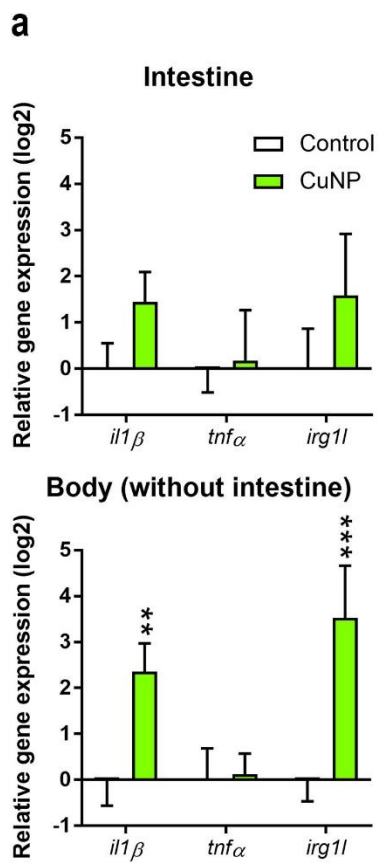 a
Intestine
Relative gene expression (log2)
5
4
3
2
1
0
-1
Control
CuNP
il1β
tnfα
irg1l
Body (without intestine)
Relative gene expression (log2)
5
4
3
2
1
0
-1
**
***
il1β
tnfα
irg1l